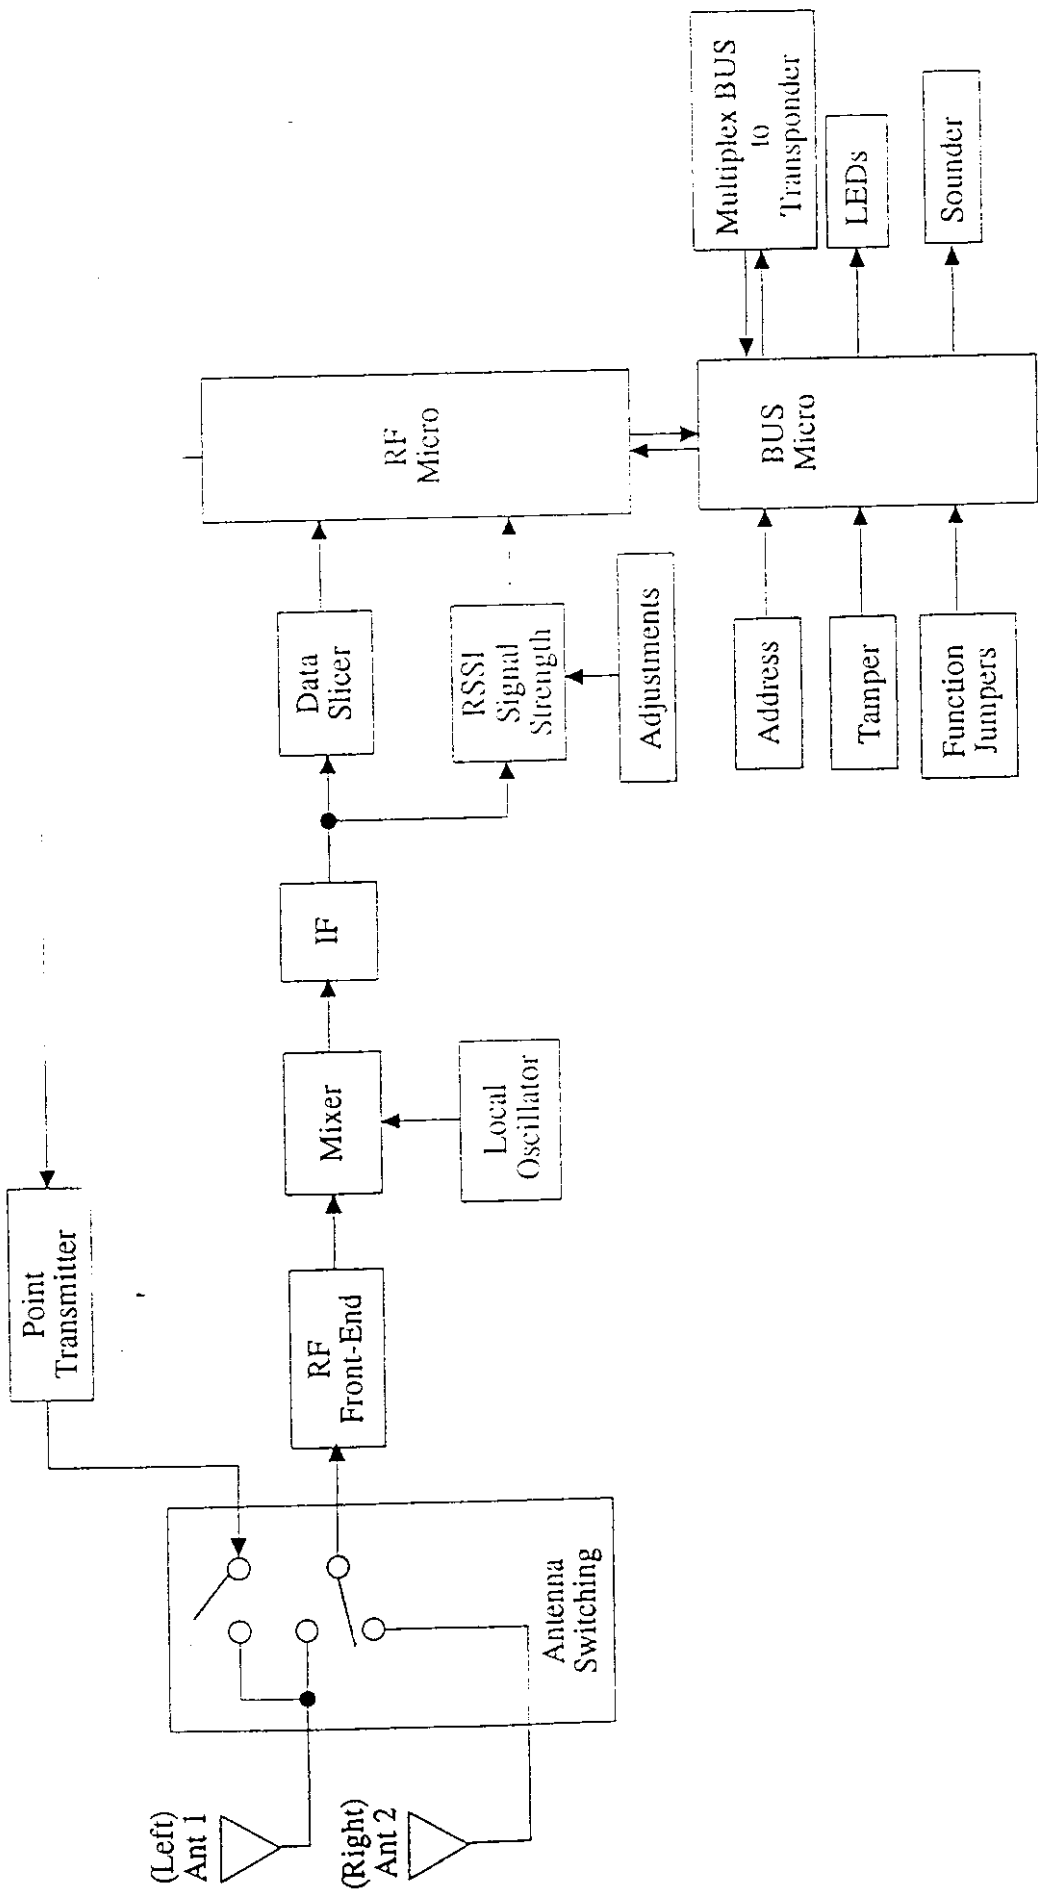 Point
Transmitter
(Left)
Ant 1
(Right)
Ant 2
Antenna
Switching
RF
Front-End
Mixer
Local
Oscillator
IF
Data
Slicer
RSSI
Signal
Strength
Adjustments
RF
Micro
Address
Tamper
Function
Jumpers
BUS
Micro
Multiplex BUS
to
Transponder
LEDs
Sounder